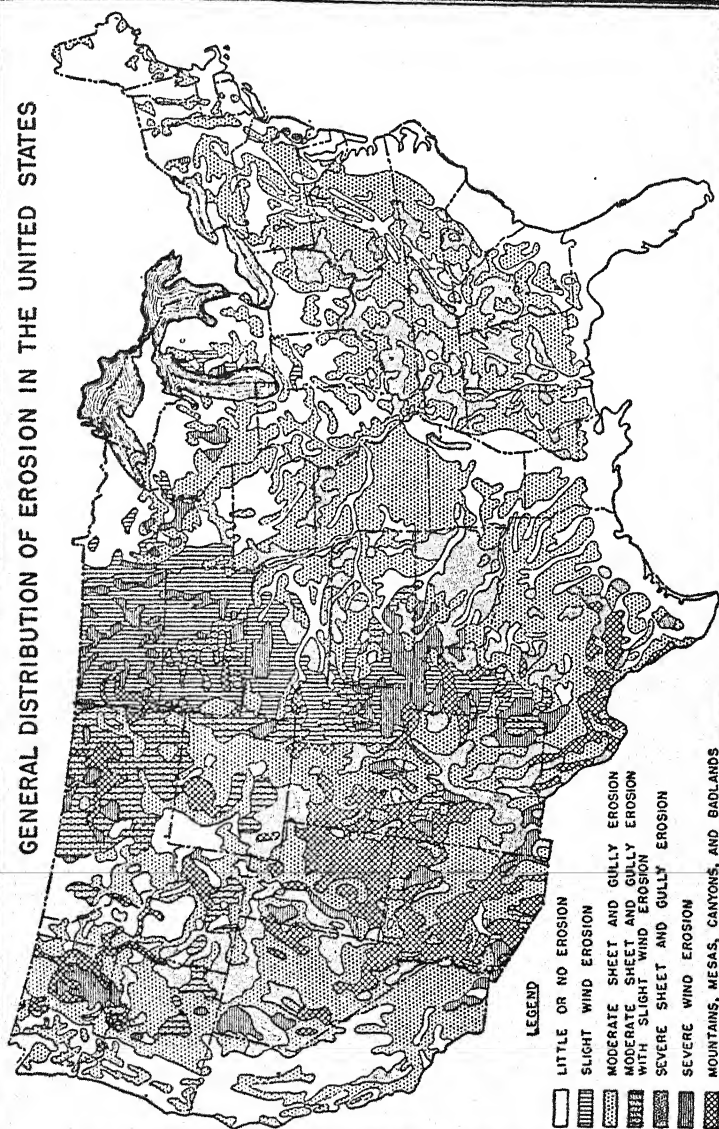 GENERAL DISTRIBUTION OF EROSION IN THE UNITED STATES
LEGEND
LITTLE OR NO EROSION
SLIGHT WIND EROSION
MODERATE SHEET AND GULLY EROSION
MODERATE SHEET AND GULLY EROSION
WITH SLIGHT WIND EROSION
SEVERE SHEET AND GULLY EROSION
SEVERE WIND EROSION
MOUNTAINS, MESAS, CANYONS, AND BADLANDS